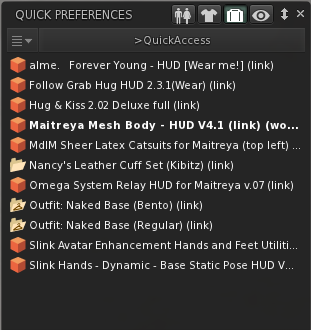 QUICK PREFERENCES
>QuickAccess
alme.   Forever Young - HUD [Wear me!] (link)
Follow Grab Hug HUD 2.3.1(Wear) (link)
Hug & Kiss 2.02 Deluxe full (link)
Maitreya Mesh Body - HUD V4.1 (link) (wo...
MdlM Sheer Latex Catsuits for Maitreya (top left) ...
Nancy's Leather Cuff Set (Kibitz) (link)
Omega System Relay HUD for Maitreya v.07 (link)
Outfit: Naked Base (Bento) (link)
Outfit: Naked Base (Regular) (link)
Slink Avatar Enhancement Hands and Feet Utiliti...
Slink Hands - Dynamic - Base Static Pose HUD V...